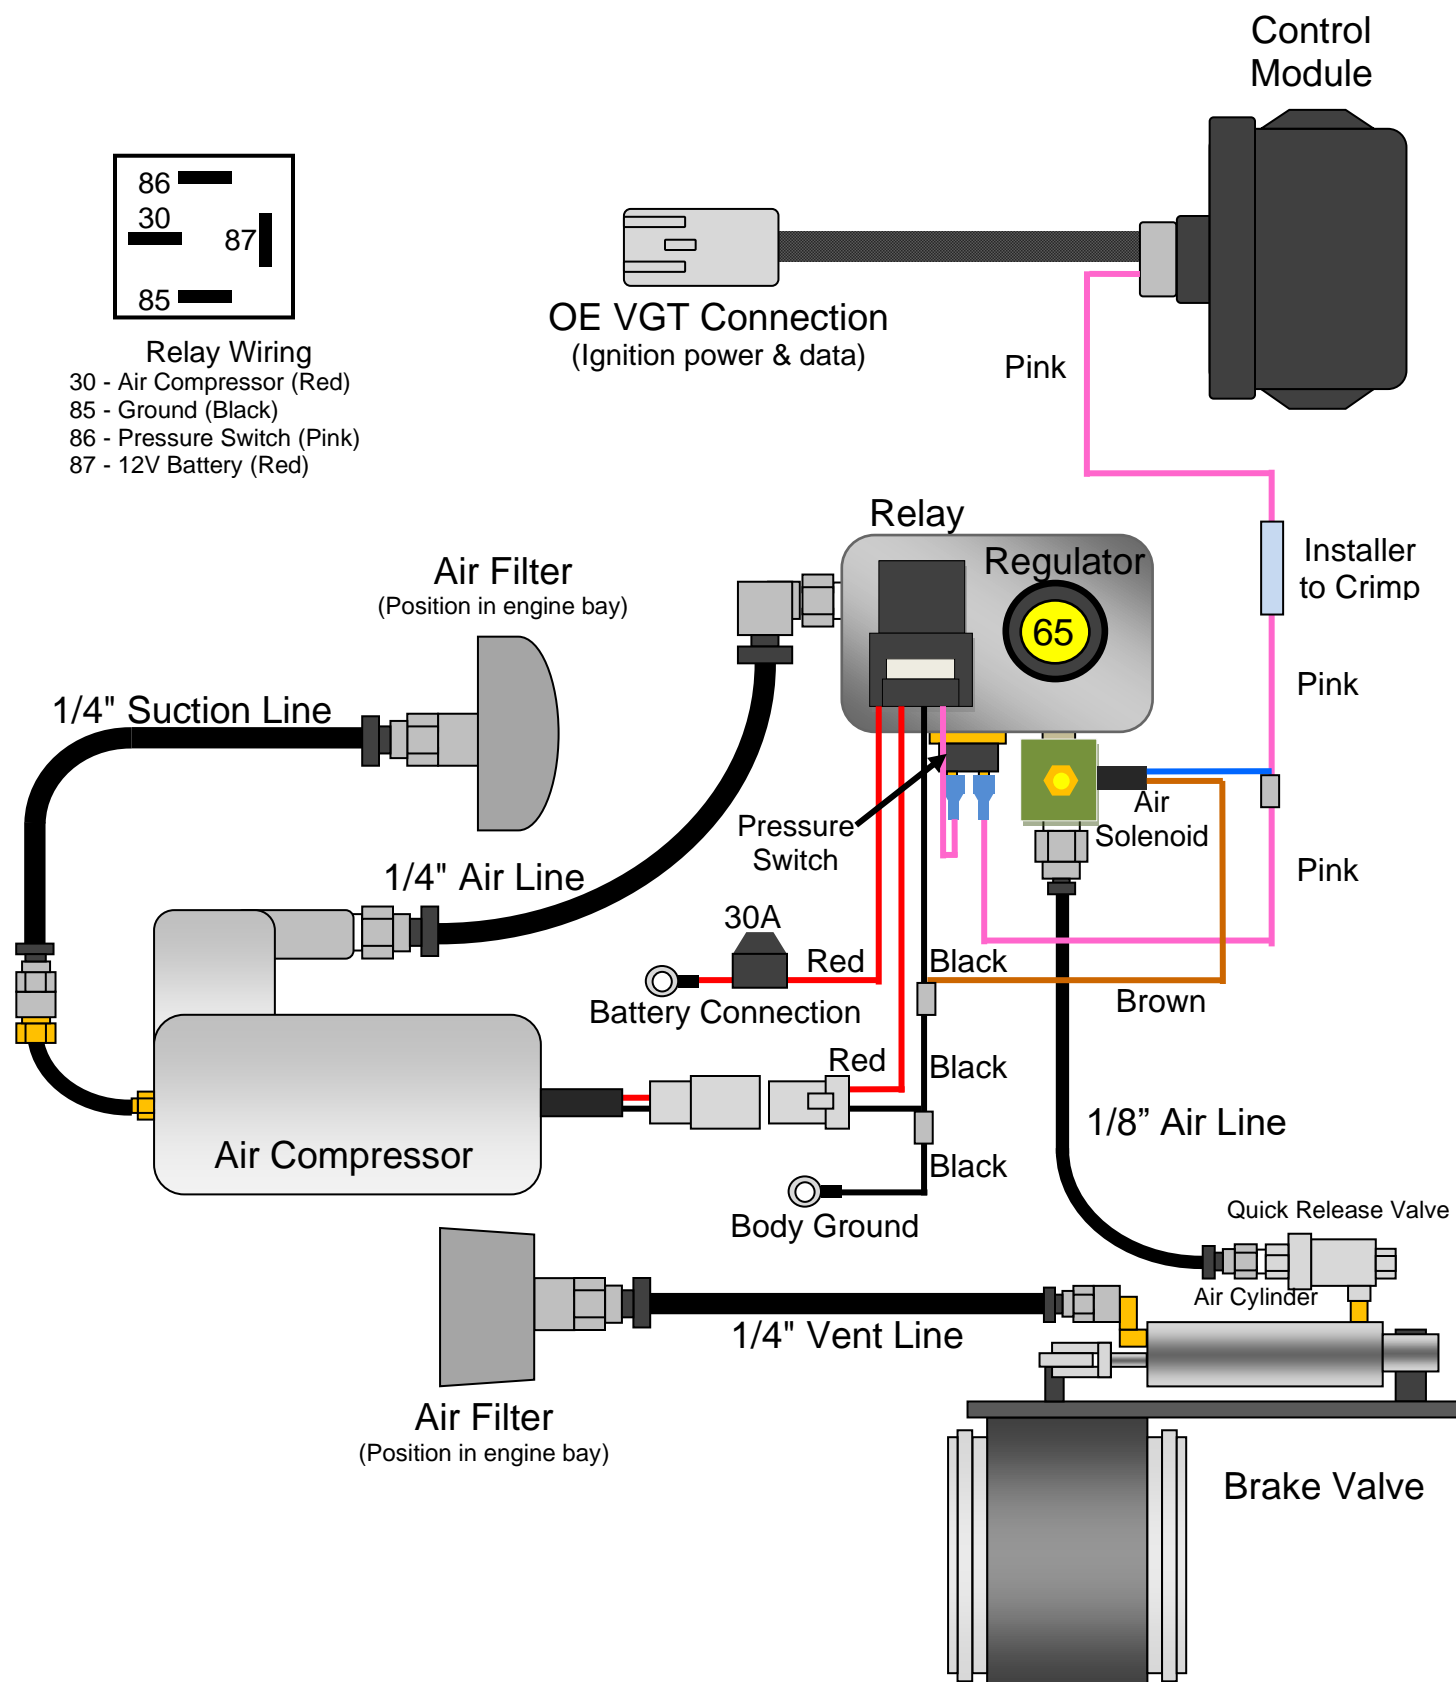 Control
Module
86
30
87
85
Relay Wiring
30 - Air Compressor (Red)
85 - Ground (Black)
86 - Pressure Switch (Pink)
87 - 12V Battery (Red)
OE VGT Connection
(Ignition power & data)
Pink
Relay
Regulator
65
Installer
to Crimp
Air Filter
(Position in engine bay)
Pink
1/4" Suction Line
Air
Solenoid
Pressure
Switch
1/4" Air Line
Pink
30A
Red
Black
Battery Connection
Brown
Red
Black
Air Compressor
1/8” Air Line
Black
Body Ground
Quick Release Valve
Air Cylinder
1/4" Vent Line
Air Filter
(Position in engine bay)
Brake Valve